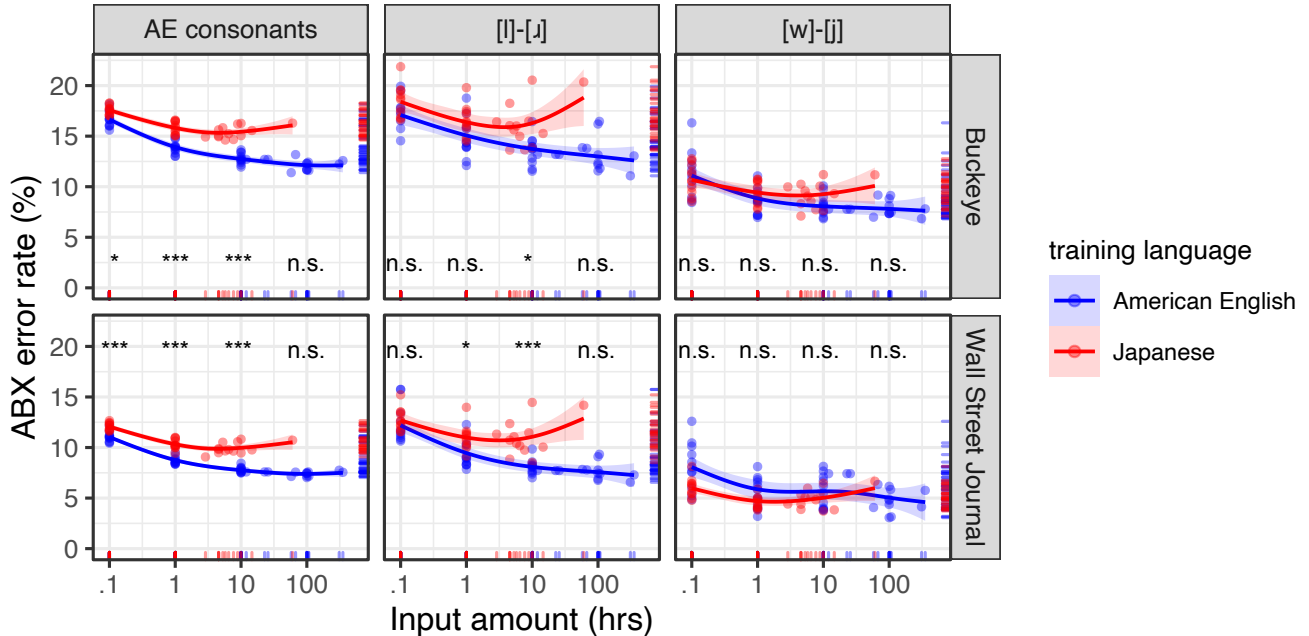 AE consonants
[l]-[ɹ]
[w]-[j]
ABX error rate (%)
20
15
10
5
0
* *** *** n.s.
n.s. n.s. * n.s.
n.s. n.s. n.s. n.s.
Buckeye
20
15
10
5
0
*** *** *** n.s.
n.s. * *** n.s.
n.s. n.s. n.s. n.s.
Wall Street Journal
.1 1 10 100
.1 1 10 100
.1 1 10 100
Input amount (hrs)
training language
American English
Japanese